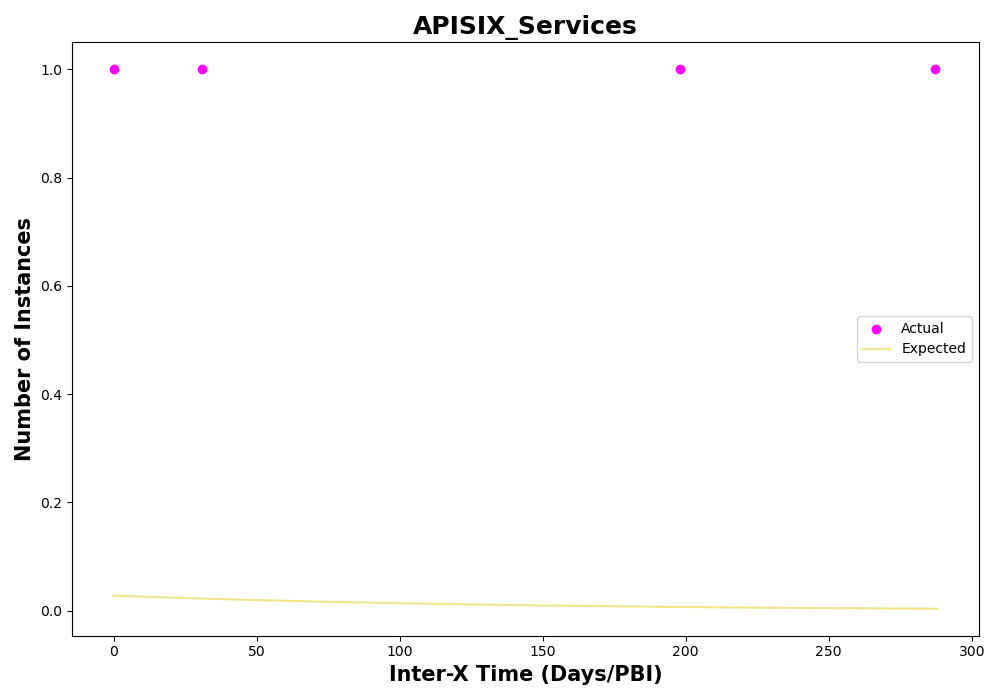 APISIX_Services
Number of Instances
1.0
0.8
0.6
0.4
0.2
0.0
Actual
Expected
0 50 100 150 200 250 300
Inter-X Time (Days/PBI)